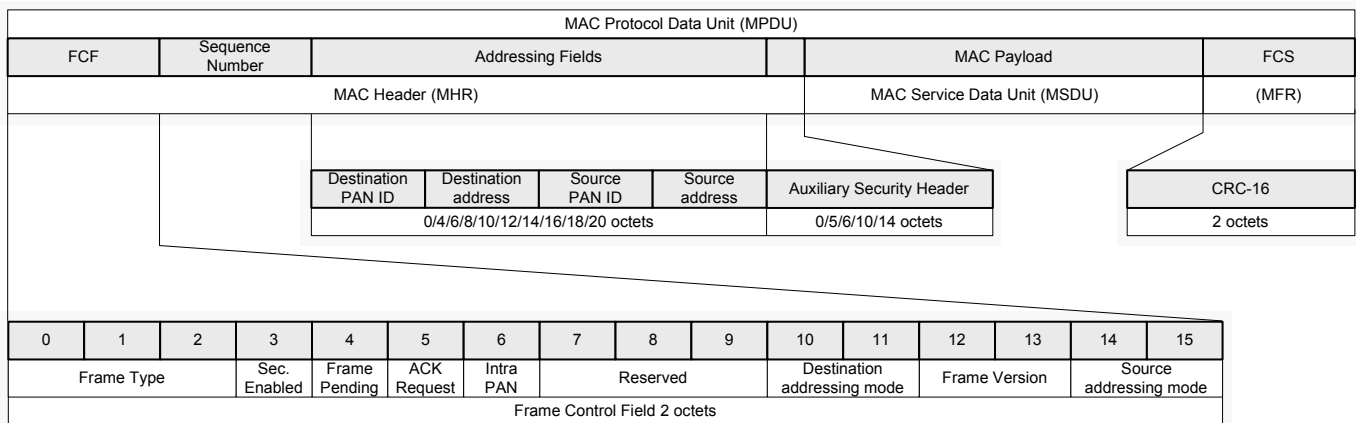 MAC Protocol Data Unit (MPDU)
FCF
Sequence
Number
Addressing Fields
MAC Payload
FCS
MAC Header (MHR)
MAC Service Data Unit (MSDU)
(MFR)
Destination
PAN ID
Destination
address
Source
PAN ID
Source
address
Auxiliary Security Header
CRC-16
0/4/6/8/10/12/14/16/18/20 octets
0/5/6/10/14 octets
2 octets
0 1 2 3 4 5 6 7 8 9 10 11 12 13 14 15
Frame Type
Sec.
Enabled
Frame
Pending
ACK
Request
Intra
PAN
Reserved
Destination
addressing mode
Frame Version
Source
addressing mode
Frame Control Field 2 octets